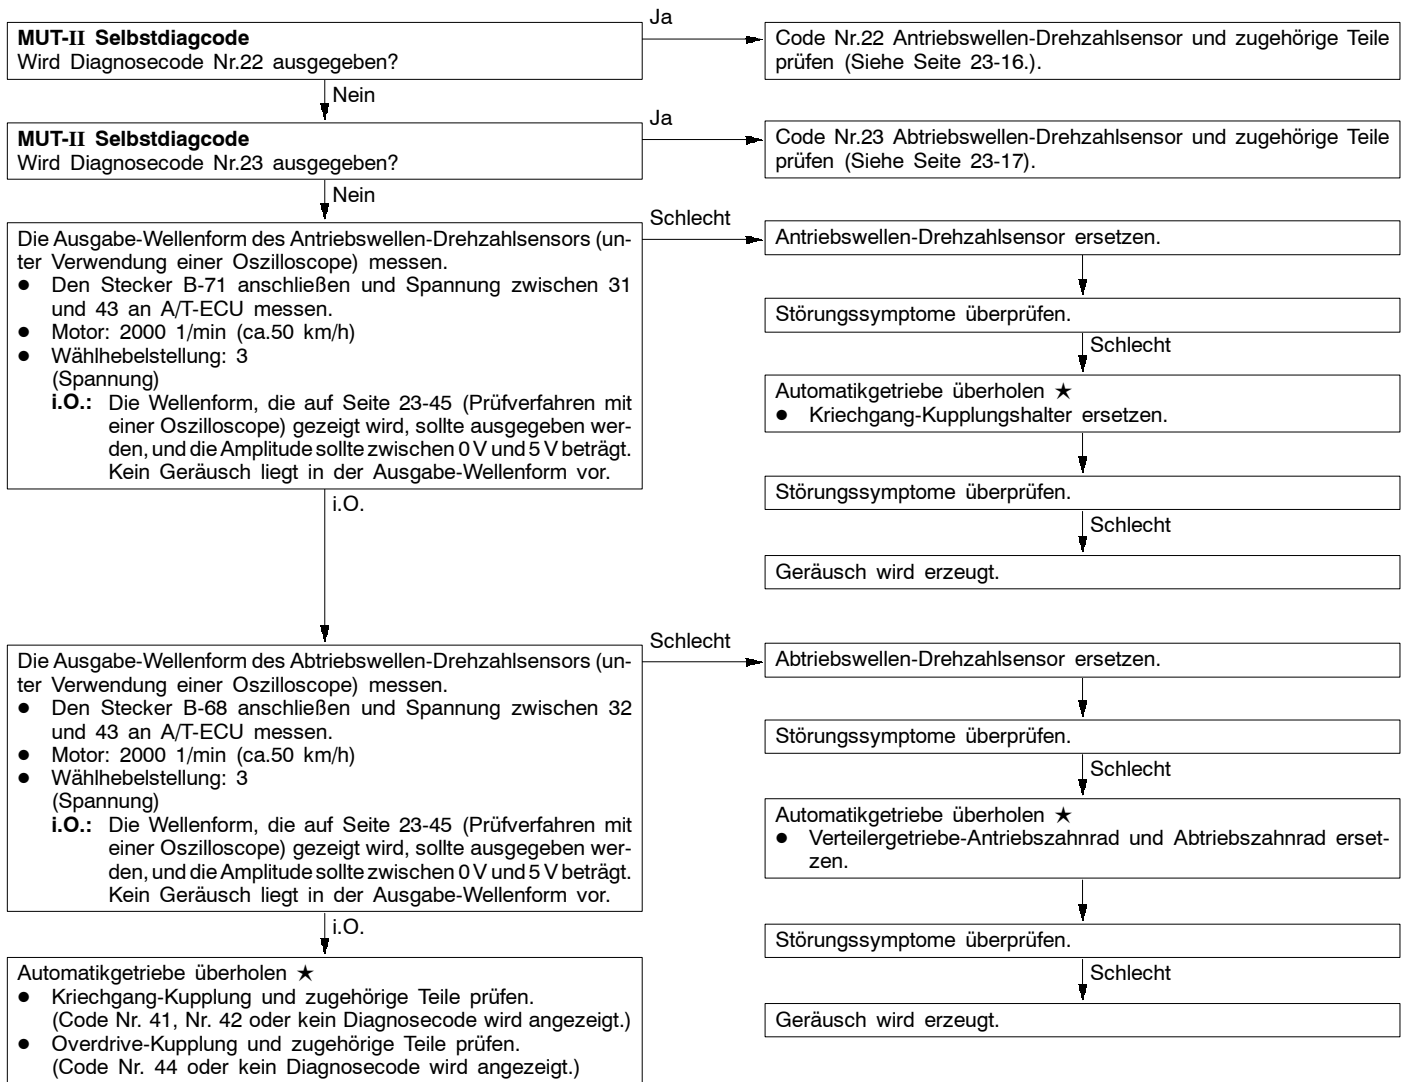 MUT-II Selbstdiagcode
Wird Diagnosecode Nr.22 ausgegeben?
Ja
Code Nr.22 Antriebswellen-Drehzahlsensor und zugehörige Teile
prüfen (Siehe Seite 23-16.).
Nein
MUT-II Selbstdiagcode
Wird Diagnosecode Nr.23 ausgegeben?
Ja
Code Nr.23 Abtriebswellen-Drehzahlsensor und zugehörige Teile
prüfen (Siehe Seite 23-17).
Nein
Die Ausgabe-Wellenform des Antriebswellen-Drehzahlsensors (un-
ter Verwendung einer Oszilloscope) messen.
● Den Stecker B-71 anschließen und Spannung zwischen 31
und 43 an A/T-ECU messen.
● Motor: 2000 1/min (ca.50 km/h)
● Wählhebelstellung: 3
(Spannung)
i.O.: Die Wellenform, die auf Seite 23-45 (Prüfverfahren mit
einer Oszilloscope) gezeigt wird, sollte ausgegeben wer-
den, und die Amplitude sollte zwischen 0 V und 5 V beträgt.
Kein Geräusch liegt in der Ausgabe-Wellenform vor.
Schlecht
Antriebswellen-Drehzahlsensor ersetzen.
Störungssymptome überprüfen.
Schlecht
Automatikgetriebe überholen ★
● Kriechgang-Kupplungshalter ersetzen.
Störungssymptome überprüfen.
Schlecht
Geräusch wird erzeugt.
i.O.
Die Ausgabe-Wellenform des Abtriebswellen-Drehzahlsensors (un-
ter Verwendung einer Oszilloscope) messen.
● Den Stecker B-68 anschließen und Spannung zwischen 32
und 43 an A/T-ECU messen.
● Motor: 2000 1/min (ca.50 km/h)
● Wählhebelstellung: 3
(Spannung)
i.O.: Die Wellenform, die auf Seite 23-45 (Prüfverfahren mit
einer Oszilloscope) gezeigt wird, sollte ausgegeben wer-
den, und die Amplitude sollte zwischen 0 V und 5 V beträgt.
Kein Geräusch liegt in der Ausgabe-Wellenform vor.
Schlecht
Abtriebswellen-Drehzahlsensor ersetzen.
Störungssymptome überprüfen.
Schlecht
Automatikgetriebe überholen ★
● Verteilergetriebe-Antriebszahnrad und Abtriebszahnrad erset-
zen.
Störungssymptome überprüfen.
Schlecht
Geräusch wird erzeugt.
i.O.
Automatikgetriebe überholen ★
● Kriechgang-Kupplung und zugehörige Teile prüfen.
(Code Nr. 41, Nr. 42 oder kein Diagnosecode wird angezeigt.)
● Overdrive-Kupplung und zugehörige Teile prüfen.
(Code Nr. 44 oder kein Diagnosecode wird angezeigt.)